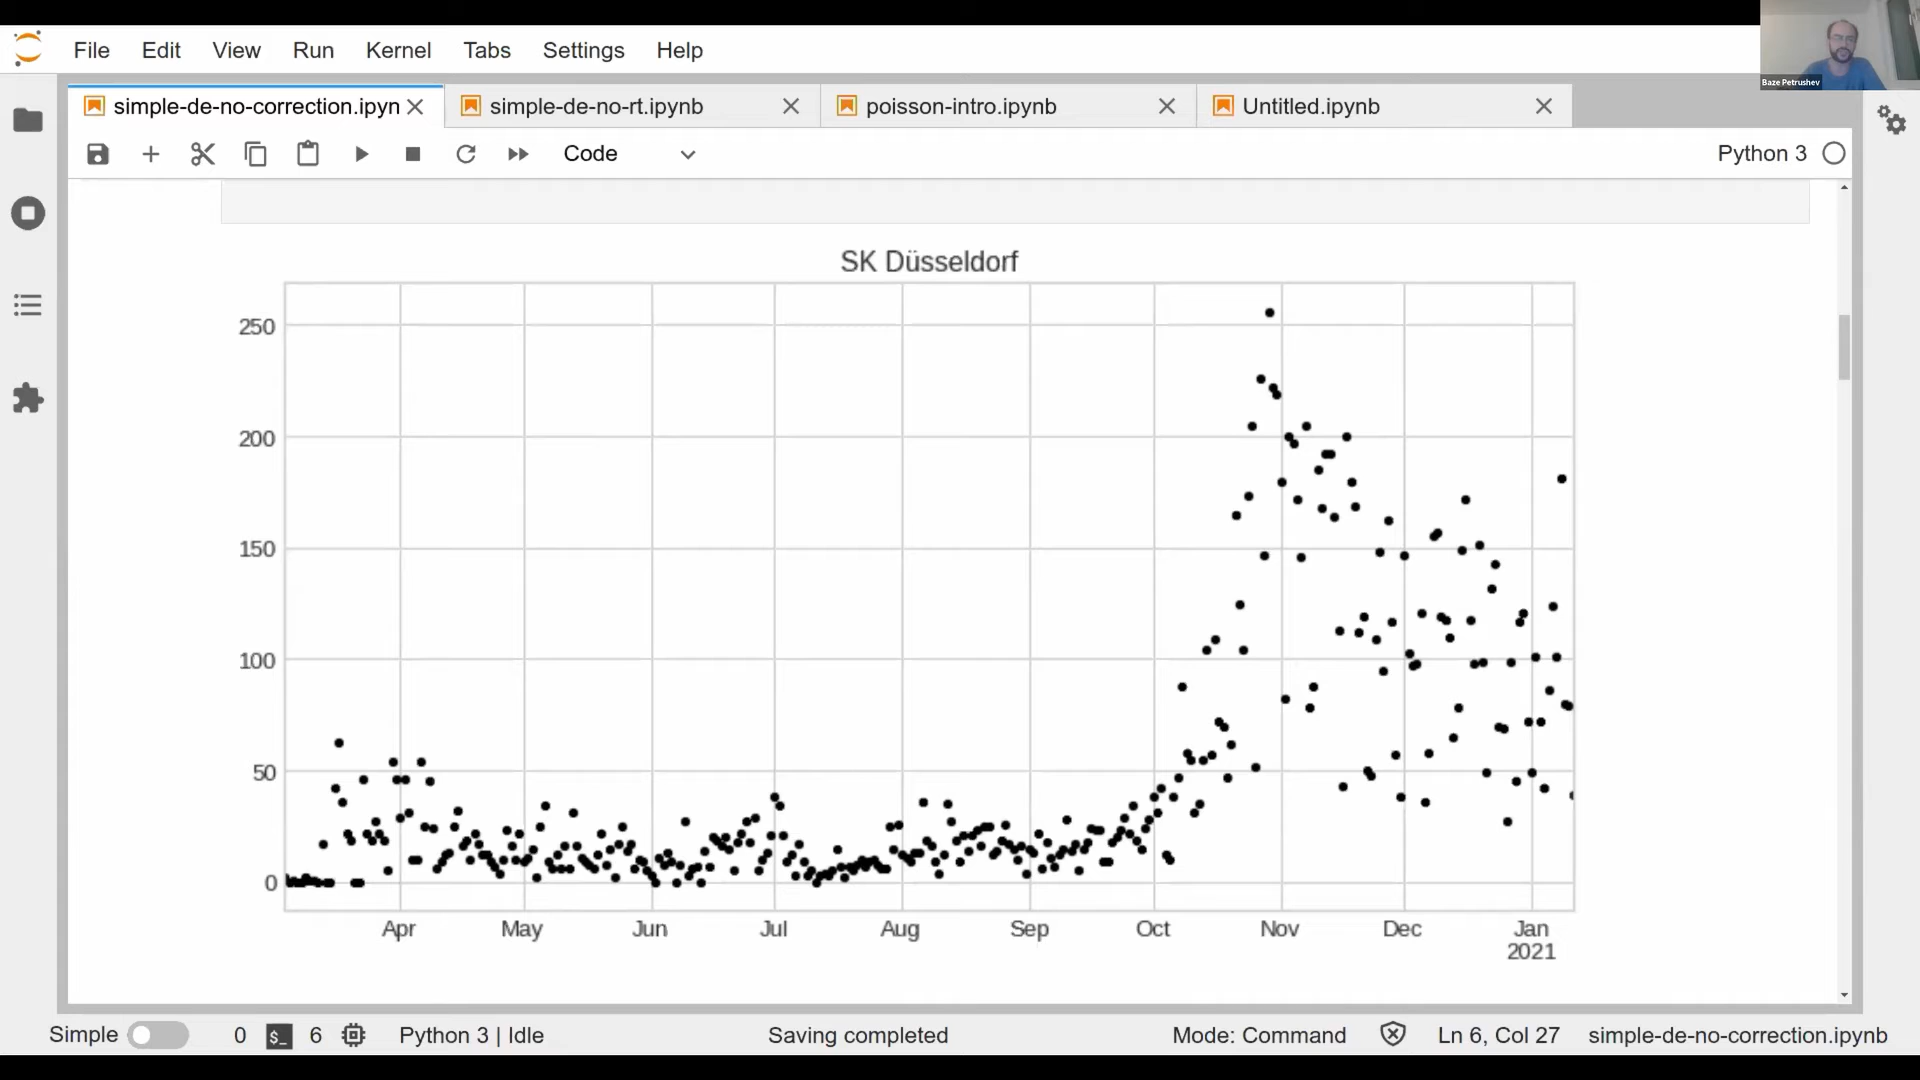 File Edit View Run Kernel Tabs Settings Help
Baze Petrushev
simple-de-no-correction.ipyn simple-de-no-rt.ipynb poisson-intro.ipynb Untitled.ipynb
Code Python 3
SK Düsseldorf
250
200
150
100
50
0
Apr May Jun Jul Aug Sep Oct Nov Dec Jan
2021
Simple 0 $_ 6 Python 3 | Idle Saving completed Mode: Command Ln 6, Col 27 simple-de-no-correction.ipynb